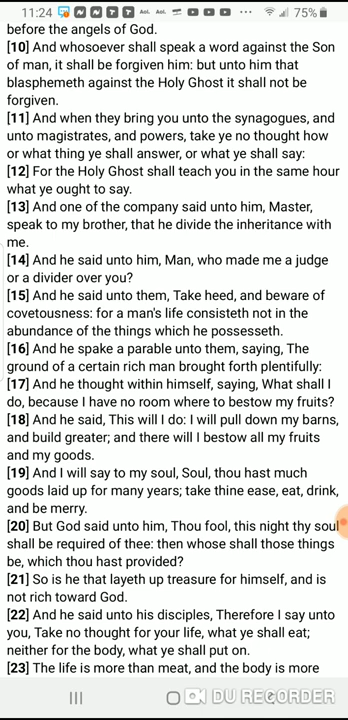 11:24 75%
before the angels of God.
[10] And whosoever shall speak a word against the Son
of man, it shall be forgiven him: but unto him that
blasphemeth against the Holy Ghost it shall not be
forgiven.
[11] And when they bring you unto the synagogues, and
unto magistrates, and powers, take ye no thought how
or what thing ye shall answer, or what ye shall say:
[12] For the Holy Ghost shall teach you in the same hour
what ye ought to say.
[13] And one of the company said unto him, Master,
speak to my brother, that he divide the inheritance with
me.
[14] And he said unto him, Man, who made me a judge
or a divider over you?
[15] And he said unto them, Take heed, and beware of
covetousness: for a man's life consisteth not in the
abundance of the things which he possesseth.
[16] And he spake a parable unto them, saying, The
ground of a certain rich man brought forth plentifully:
[17] And he thought within himself, saying, What shall I
do, because I have no room where to bestow my fruits?
[18] And he said, This will I do: I will pull down my barns,
and build greater; and there will I bestow all my fruits
and my goods.
[19] And I will say to my soul, Soul, thou hast much
goods laid up for many years; take thine ease, eat, drink,
and be merry.
[20] But God said unto him, Thou fool, this night thy soul
shall be required of thee: then whose shall those things
be, which thou hast provided?
[21] So is he that layeth up treasure for himself, and is
not rich toward God.
[22] And he said unto his disciples, Therefore I say unto
you, Take no thought for your life, what ye shall eat;
neither for the body, what ye shall put on.
[23] The life is more than meat, and the body is more
DU RECORDER